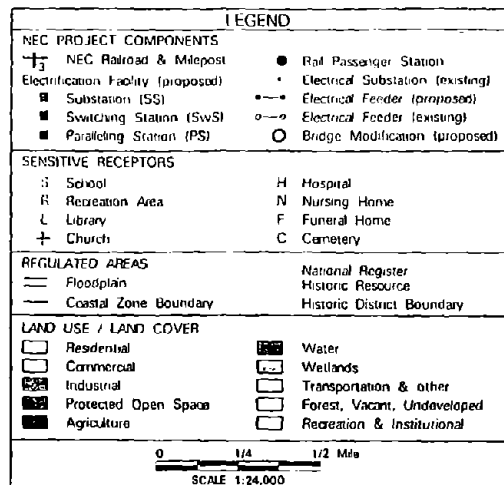 LEGEND
NEC PROJECT COMPONENTS
3 NEC Railroad & Milepost
Electrification Facility (proposed)
Substation (SS)
Switching Station (SwS)
Paralleling Station (PS)
Rail Passenger Station
Electrical Substation (existing)
Electrical Feeder (proposed)
Electrical Feeder (existing)
Bridge Modification (proposed)
SENSITIVE RECEPTORS
S School
R Recreation Area
L Library
Church
H Hospital
N Nursing Home
F Funeral Home
C Cemetery
REGULATED AREAS
Floodplain
Coastal Zone Boundary
National Register
Historic Resource
Historic District Boundary
LAND USE / LAND COVER
Residential
Commercial
Industrial
Protected Open Space
Agriculture
Water
Wetlands
Transportation & other
Forest, Vacant, Undeveloped
Recreation & Institutional
0 1/4 1/2 Mile
SCALE 1:24,000